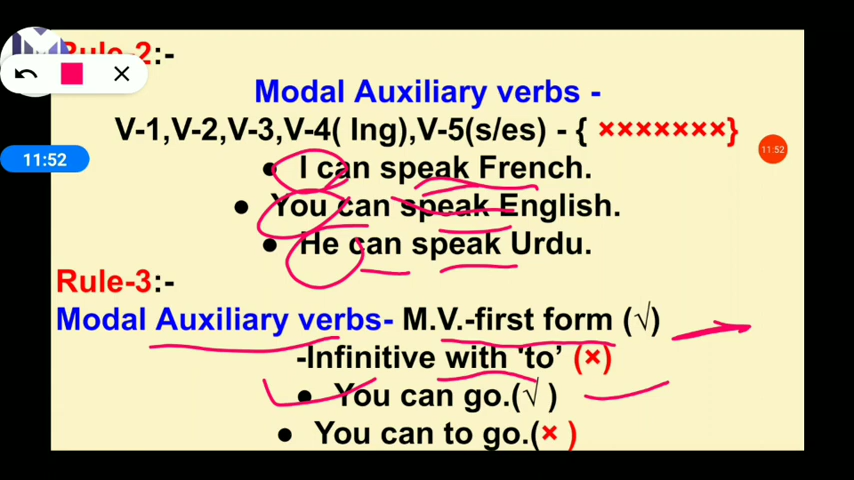 Rule-2:-
Modal Auxiliary verbs -
V-1,V-2,V-3,V-4( Ing),V-5(s/es) - { ×××××××}
11:52
11:52
● I can speak French.
● You can speak English.
● He can speak Urdu.
Rule-3:-
Modal Auxiliary verbs- M.V.-first form (√)
-Infinitive with ‘to’ (×)
● You can go.(√ )
● You can to go.(× )